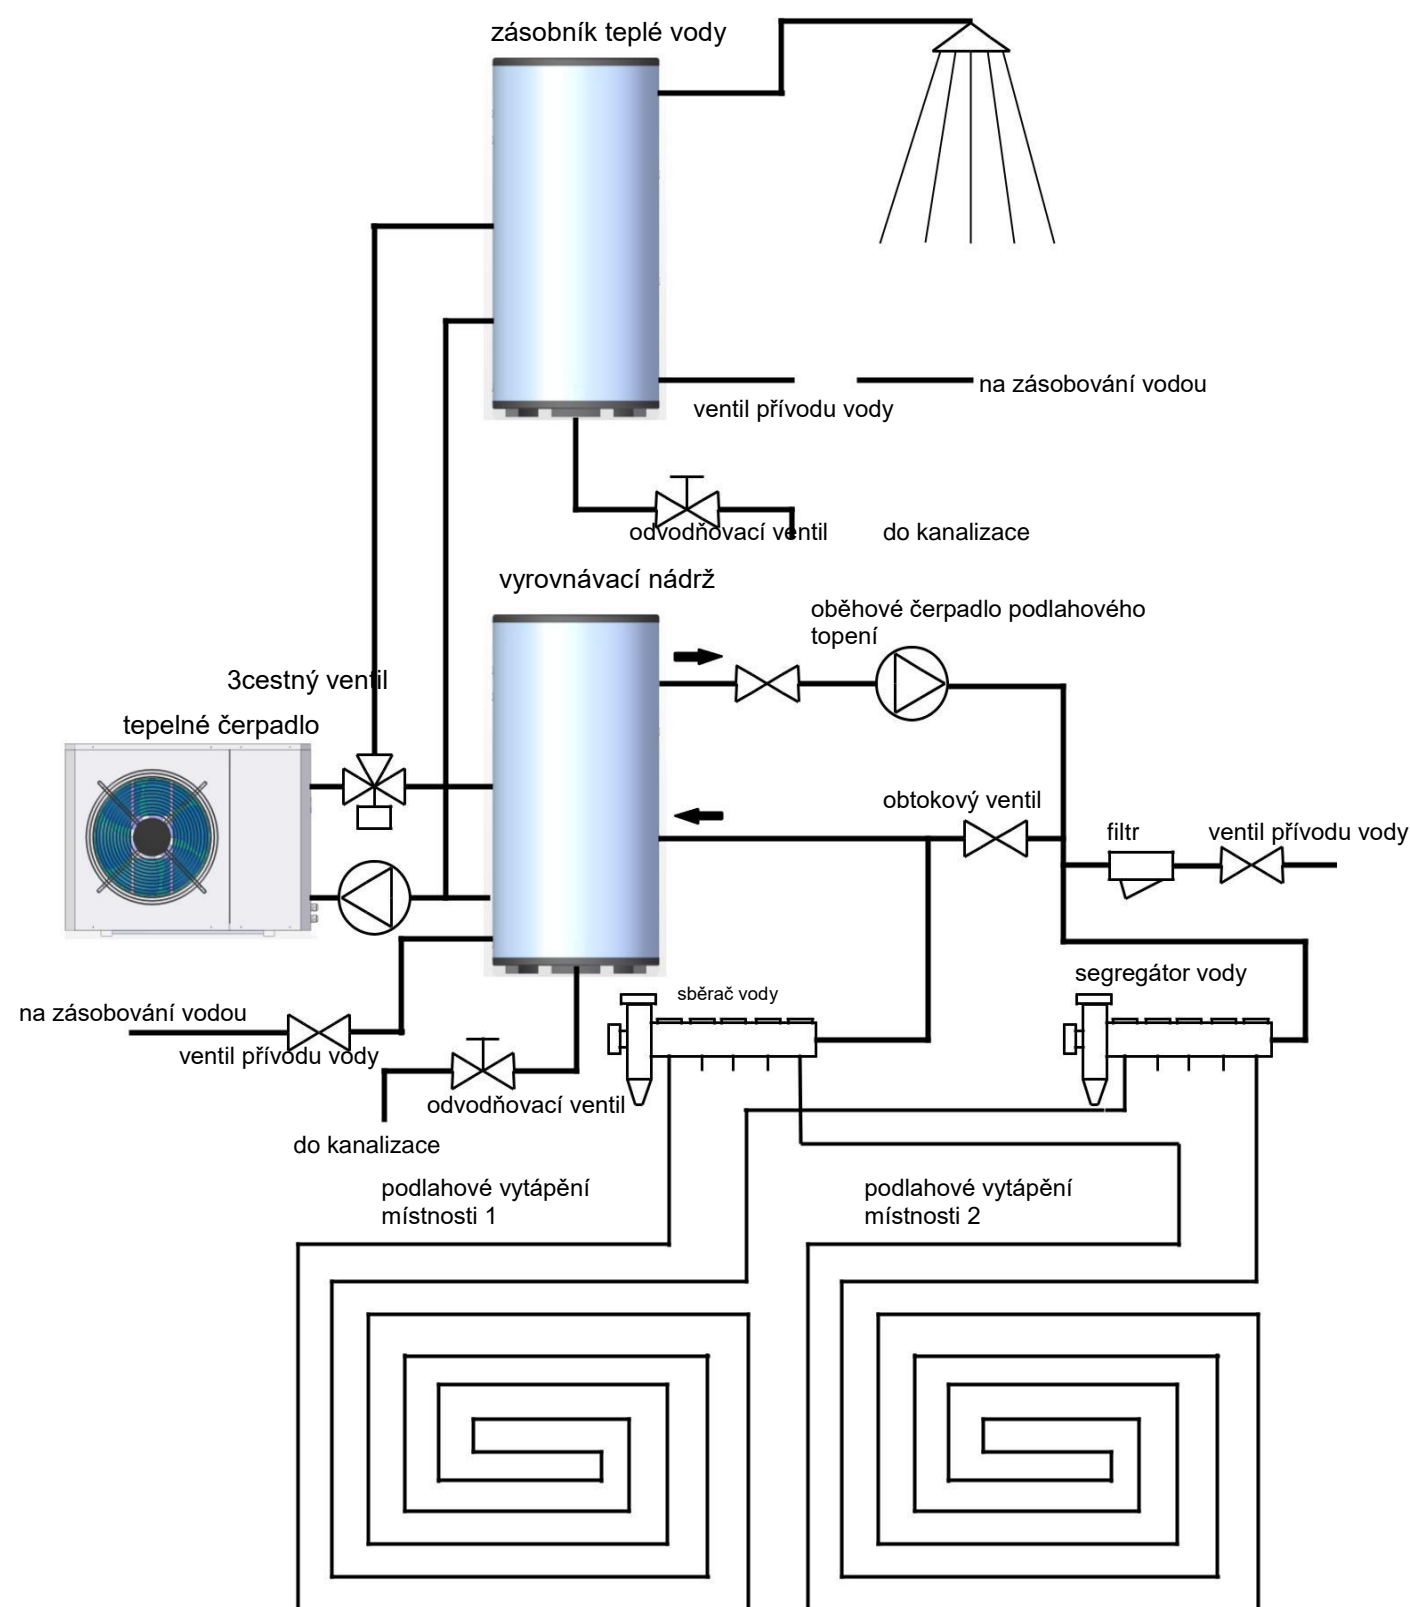 zásobník teplé vody
na zásobování vodou
ventil přívodu vody
odvodňovací ventil
do kanalizace
vyrovnávací nádrž
oběhové čerpadlo podlahového
topení
3cestný ventil
tepelné čerpadlo
obtokový ventil
filtr
ventil přívodu vody
segregátor vody
sběrač vody
na zásobování vodou
ventil přívodu vody
odvodňovací ventil
do kanalizace
podlahové vytápění
místnosti 1
podlahové vytápění
místnosti 2